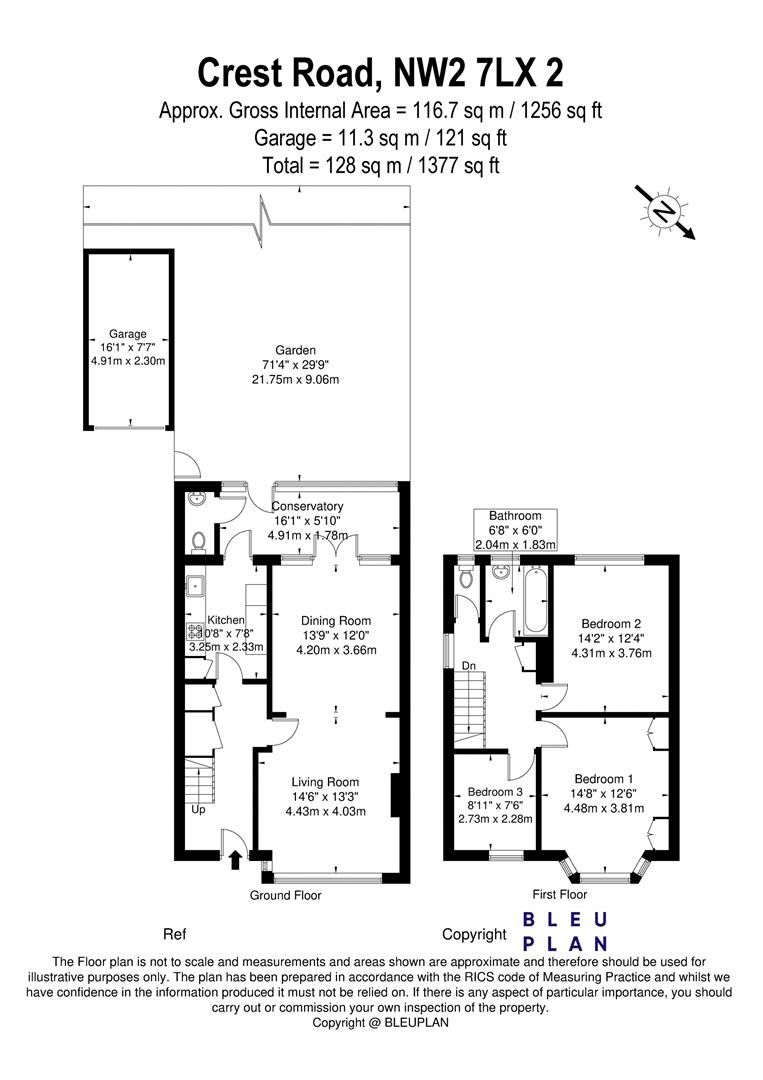 Crest Road, NW2 7LX 2
Approx. Gross Internal Area = 116.7 sq m / 1256 sq ft
Garage = 11.3 sq m / 121 sq ft
Total = 128 sq m / 1377 sq ft
N
Garage
16'1" x 7'7"
4.91m x 2.30m
Garden
71'4" x 29'9"
21.75m x 9.06m
Conservatory
16'1" x 5'10"
4.91m x 1.78m
Kitchen
10'8" x 7'8"
3.25m x 2.33m
Dining Room
13'9" x 12'0"
4.20m x 3.66m
Living Room
14'6" x 13'3"
4.43m x 4.03m
Up
Ground Floor
Bathroom
6'8" x 6'0"
2.04m x 1.83m
Bedroom 2
14'2" x 12'4"
4.31m x 3.76m
Dn
Bedroom 3
8'11" x 7'6"
2.73m x 2.28m
Bedroom 1
14'8" x 12'6"
4.48m x 3.81m
First Floor
Ref
Copyright
BLEU
PLAN
The Floor plan is not to scale and measurements and areas shown are approximate and therefore should be used for
illustrative purposes only. The plan has been prepared in accordance with the RICS code of Measuring Practice and whilst we
have confidence in the information produced it must not be relied on. If there is any aspect of particular importance, you should
carry out or commission your own inspection of the property.
Copyright @ BLEUPLAN